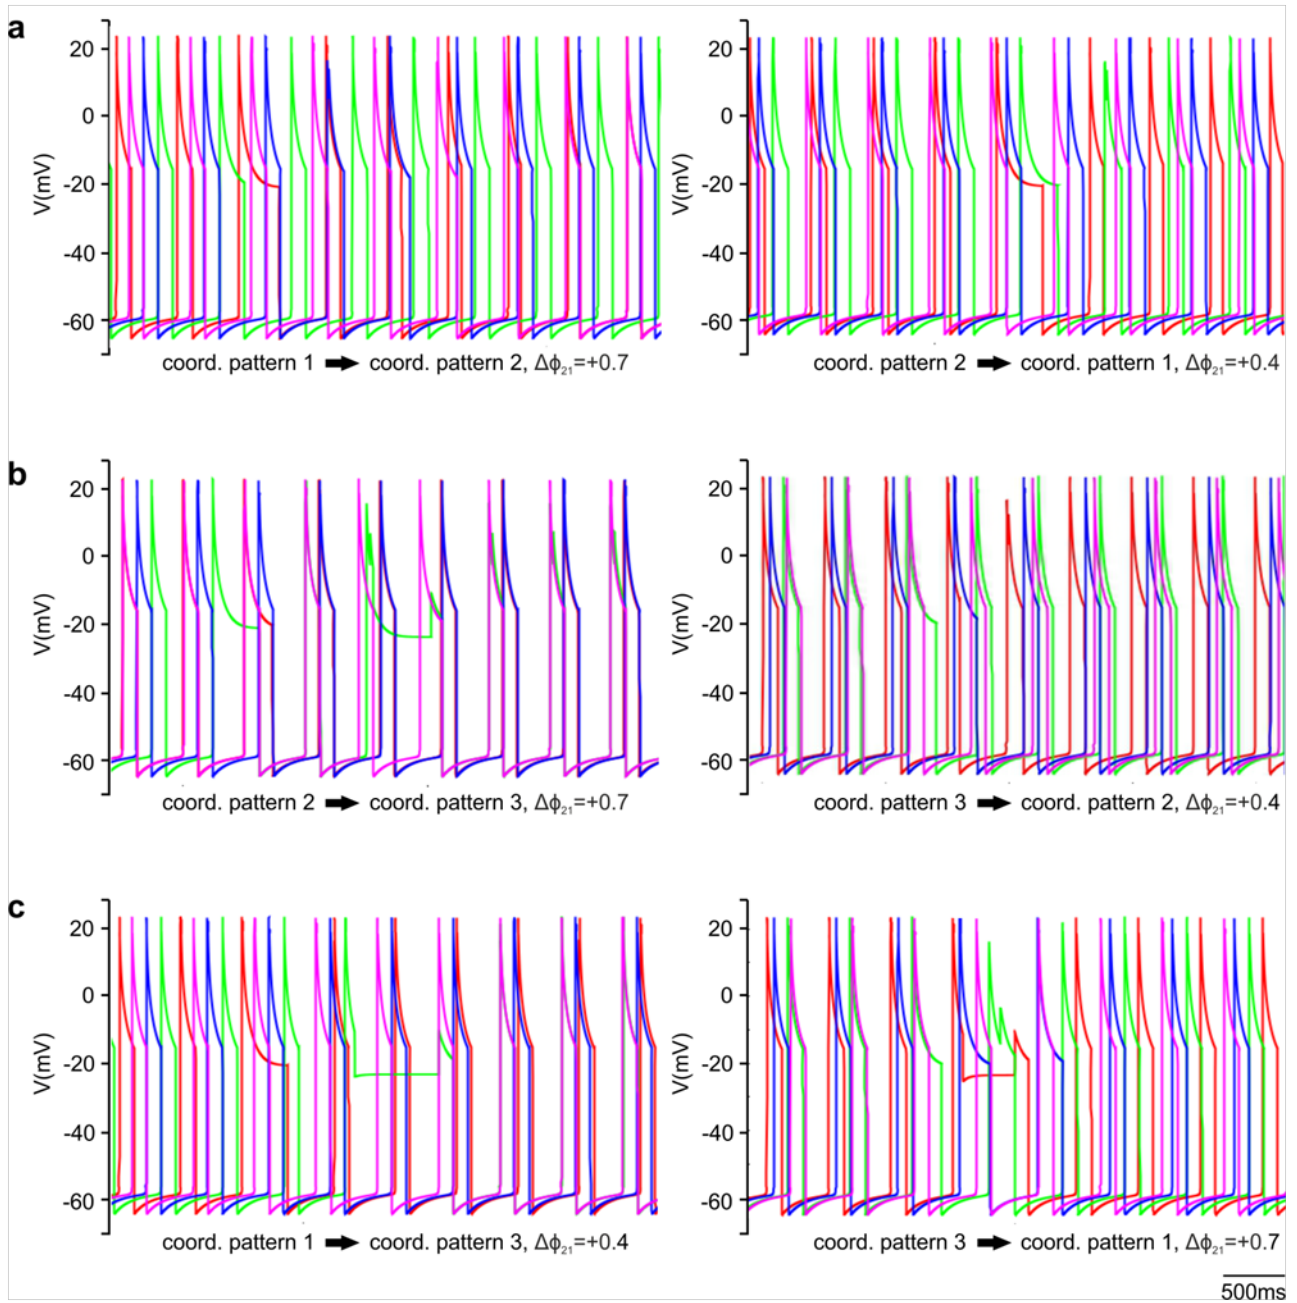 a
20
0
-20
-40
-60
V(mV)
coord. pattern 1 ➡ coord. pattern 2, Δϕ₂₁=+0.7
20
0
-20
-40
-60
V(mV)
coord. pattern 2 ➡ coord. pattern 1, Δϕ₂₁=+0.4
b
20
0
-20
-40
-60
V(mV)
coord. pattern 2 ➡ coord. pattern 3, Δϕ₂₁=+0.7
20
0
-20
-40
-60
V(mV)
coord. pattern 3 ➡ coord. pattern 2, Δϕ₂₁=+0.4
c
20
0
-20
-40
-60
V(mV)
coord. pattern 1 ➡ coord. pattern 3, Δϕ₂₁=+0.4
20
0
-20
-40
-60
V(mV)
coord. pattern 3 ➡ coord. pattern 1, Δϕ₂₁=+0.7
500ms